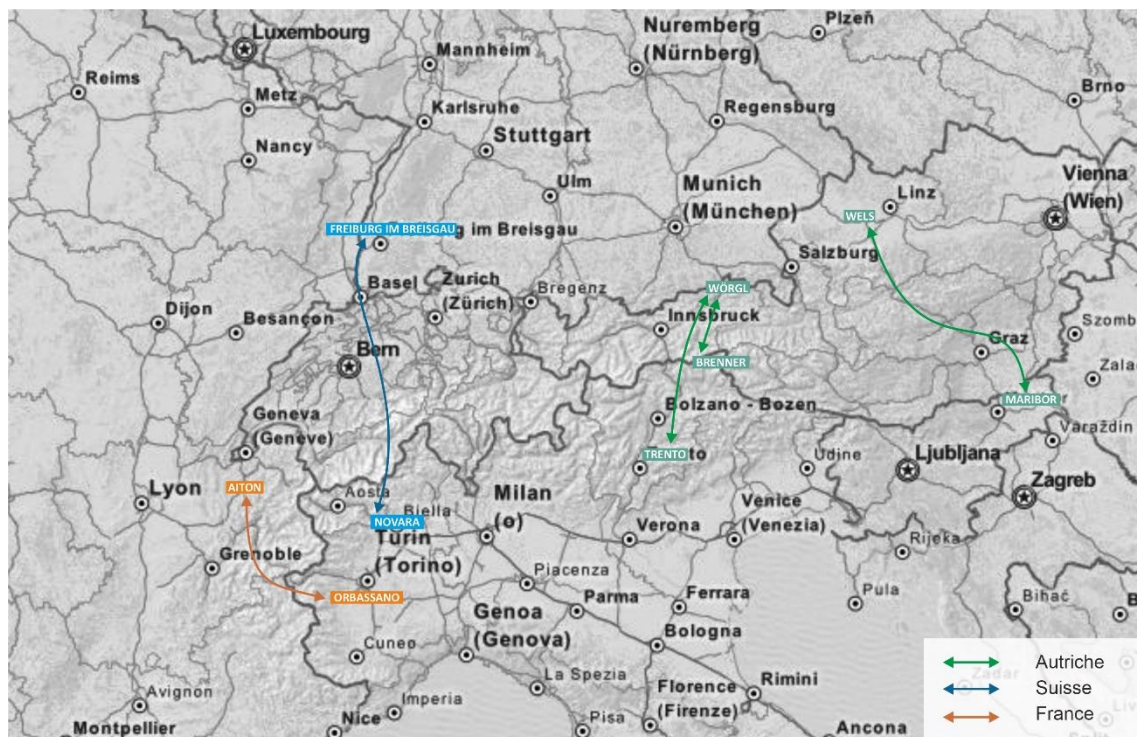 Luxembourg
Reims
Metz
Nancy
Mannheim
Karlsruhe
Stuttgart
Ulm
Nuremberg
(Nürnberg)
Plzeň
Regensburg
Brno
Munich
(München)
Linz
Vienna
(Wien)
WELS
Salzburg
FREIBURG IM BREISGAU
g im Breisgau
Basel
Zurich
(Zürich)
Bregenz
WÖRGL
Innsbruck
BRENNER
Dijon
Besançon
Bern
Graz
Szomb
Zala
MARIBOR
Varaždin
Geneva
(Genève)
Bolzano - Bozen
TRENTO
to
Udine
Ljubljana
Zagreb
Lyon
AITON
Aosta
NOVARA
Biella
Milan
(o)
Verona
Venice
(Venezia)
Rijeka
Grenoble
Turin
(Torino)
ORBASSANO
Piacenza
Parma
Ferrara
Pula
Bihać
B
Cuneo
Genoa
(Genova)
Bologna
La Spezia
Rimini
Avignon
Imperia
Florence
(Firenze)
Montpellier
Nice
Pisa
Ancona
Zadar
Split
Autriche
Suisse
France